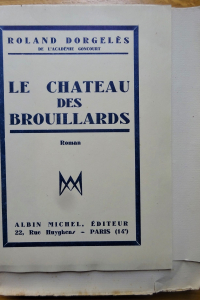 ROLAND DORGELÈS
DE L'ACADÉMIE GONCOURT
LE CHATEAU
DES
BROUILLARDS
Roman
ALBIN MICHEL, ÉDITEUR
22, Rue Huyghens - PARIS (14e)